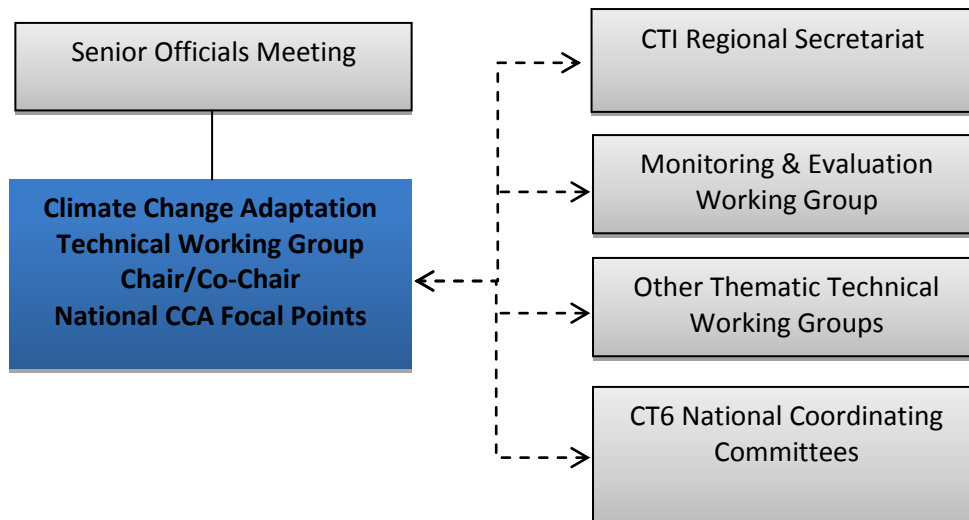 Senior Officials Meeting
Climate Change Adaptation
Technical Working Group
Chair/Co-Chair
National CCA Focal Points
CTI Regional Secretariat
Monitoring & Evaluation
Working Group
Other Thematic Technical
Working Groups
CT6 National Coordinating
Committees